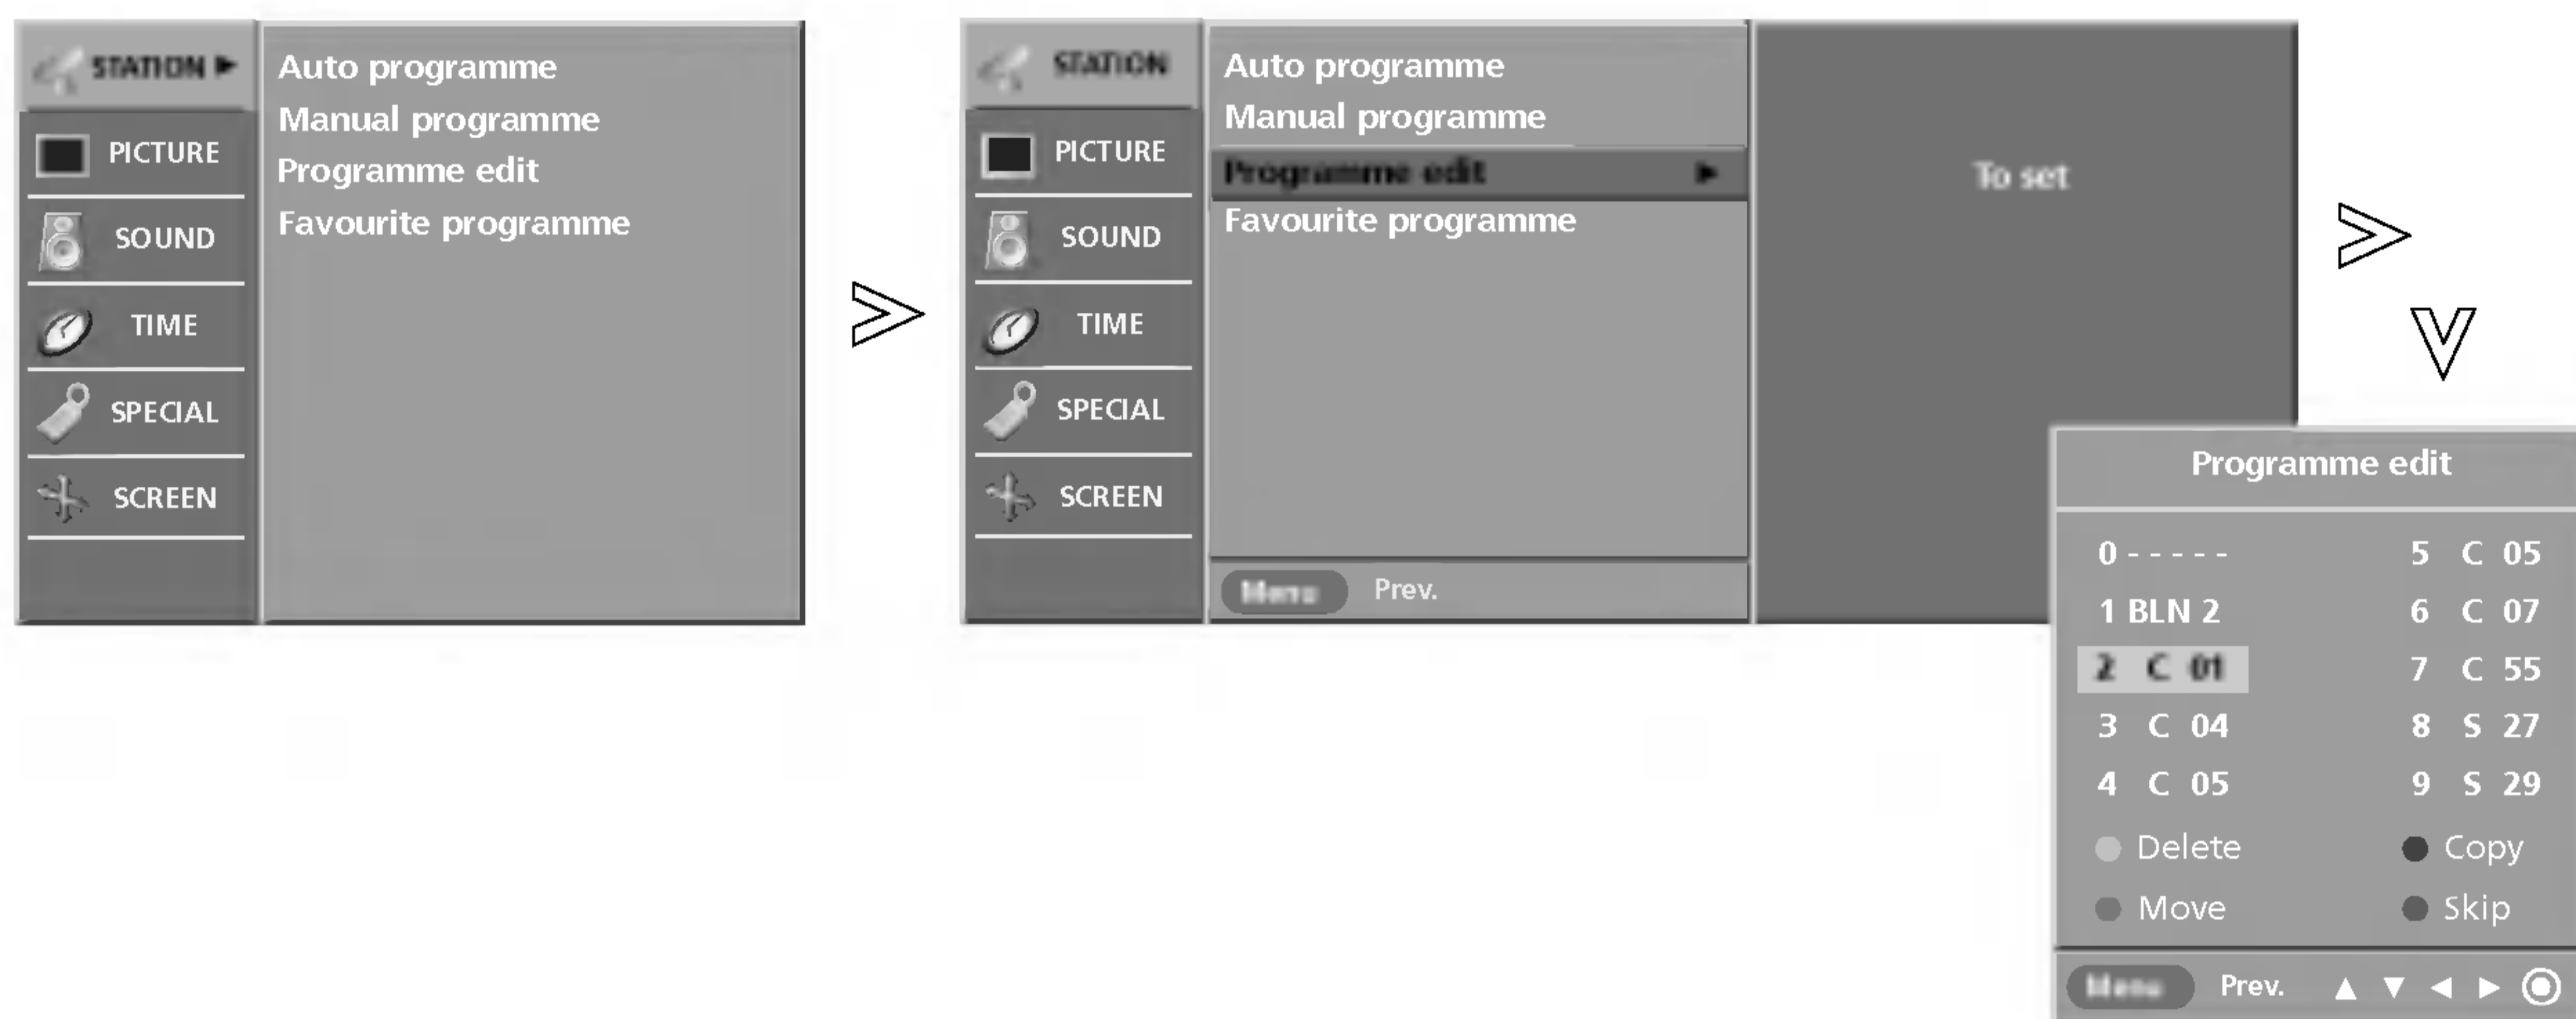 STATION ▶
PICTURE
SOUND
TIME
SPECIAL
SCREEN
Auto programme
Manual programme
Programme edit
Favourite programme
STATION
PICTURE
SOUND
TIME
SPECIAL
SCREEN
Auto programme
Manual programme
Programme edit ▶
Favourite programme
Menu Prev.
To set
Programme edit
0 - - - - - 5 C 05
1 BLN 2 6 C 07
2 C 01 7 C 55
3 C 04 8 S 27
4 C 05 9 S 29
Delete Copy
Move Skip
Menu Prev. ▲ ▼ ◀ ▶